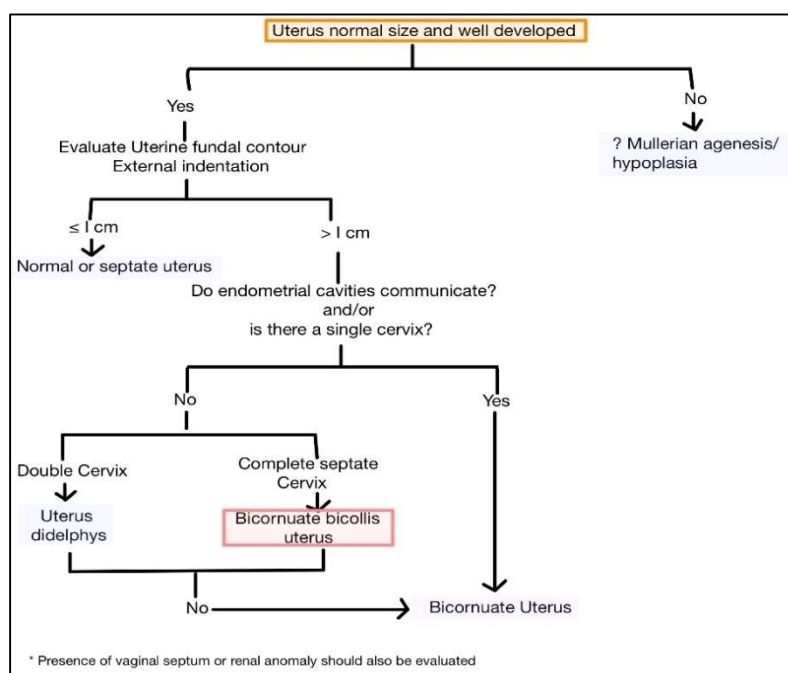 Uterus normal size and well developed
Yes
No
Evaluate Uterine fundal contour
External indentation
? Mullerian agenesis/
hypoplasia
≤ I cm
> I cm
Normal or septate uterus
Do endometrial cavities communicate?
and/or
is there a single cervix?
No
Yes
Double Cervix
Complete septate
Cervix
Uterus
didelphys
Bicornuate bicollis
uterus
No
Bicornuate Uterus
* Presence of vaginal septum or renal anomaly should also be evaluated